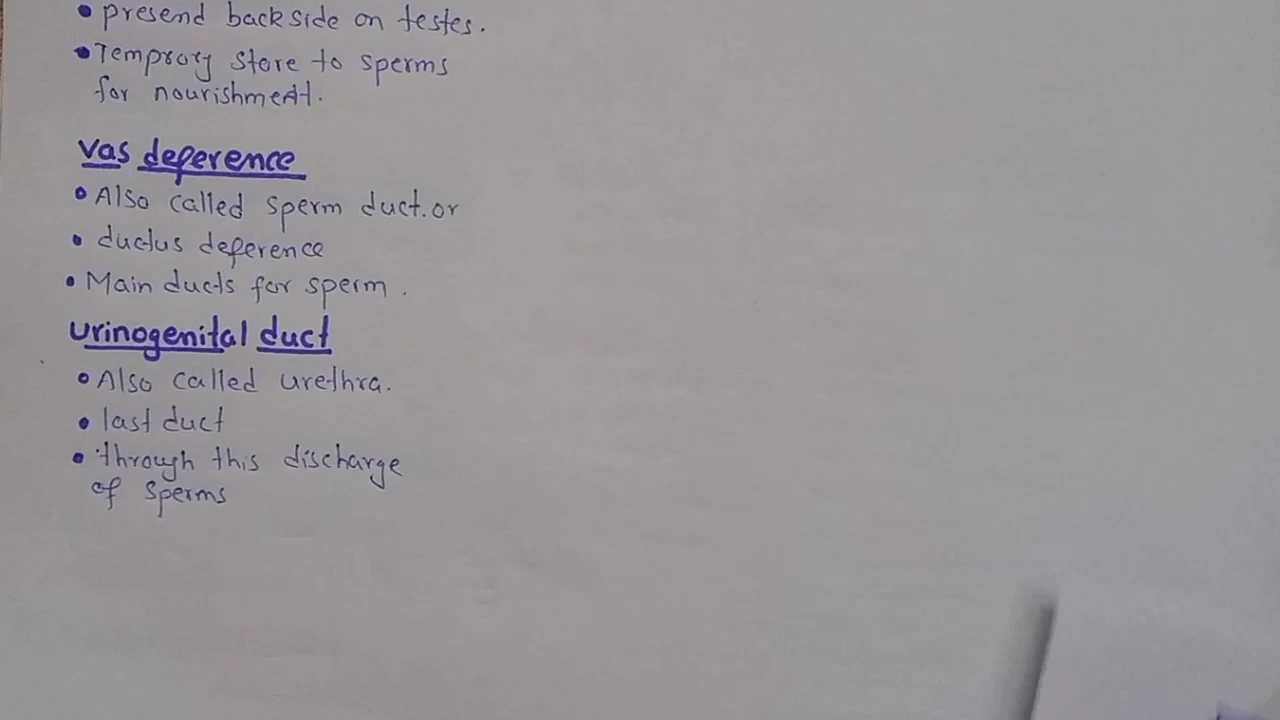 • presend backside on testes.
• Temprory store to sperms
for nourishment.
Vas deference
• Also called sperm duct. or
• ductus deference
• Main ducts for sperm .
Urinogenital duct
• Also called urethra.
• last duct
• through this discharge
of sperms